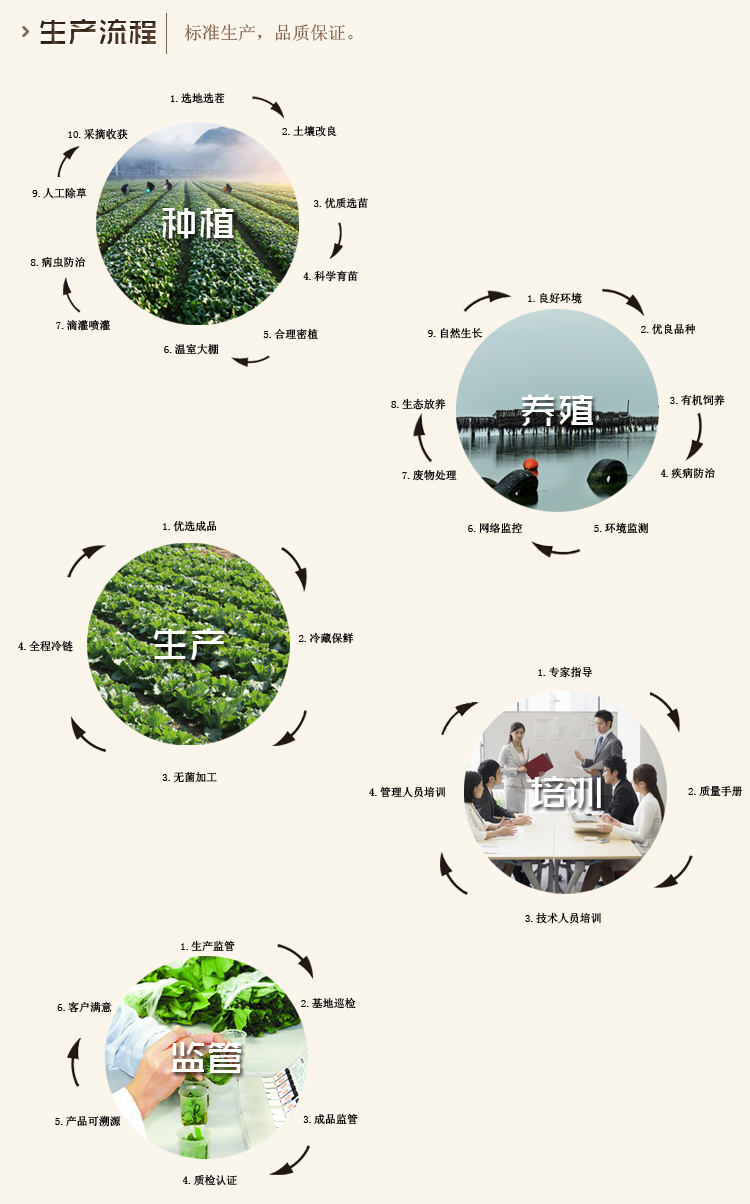 生产流程
标准生产，品质保证。
种植
1. 选地选茬
2. 土壤改良
3. 优质选苗
4. 科学育苗
5. 合理密植
6. 温室大棚
7. 滴灌喷灌
8. 病虫防治
9. 人工除草
10. 采摘收获
养殖
1. 良好环境
2. 优良品种
3. 有机饲养
4. 疾病防治
5. 环境监测
6. 网络监控
7. 废物处理
8. 生态放养
9. 自然生长
生产
1. 优选成品
2. 冷藏保鲜
3. 无菌加工
4. 全程冷链
培训
1. 专家指导
2. 质量手册
3. 技术人员培训
4. 管理人员培训
监管
1. 生产监管
2. 基地巡检
3. 成品监管
4. 质检认证
5. 产品可溯源
6. 客户满意